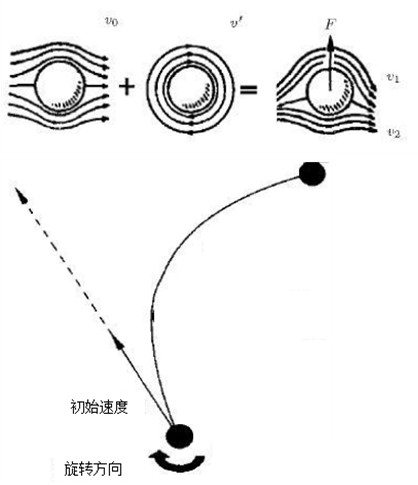 v₀
v'
F
+
=
v₁
v₂
初始速度
旋转方向